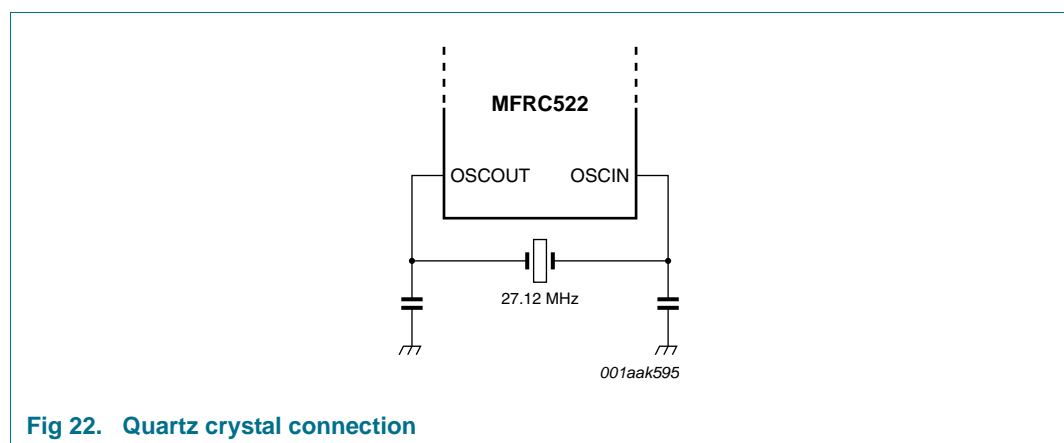 MFRC522
OSCOUT OSCIN
27.12 MHz
001aak595
Fig 22. Quartz crystal connection